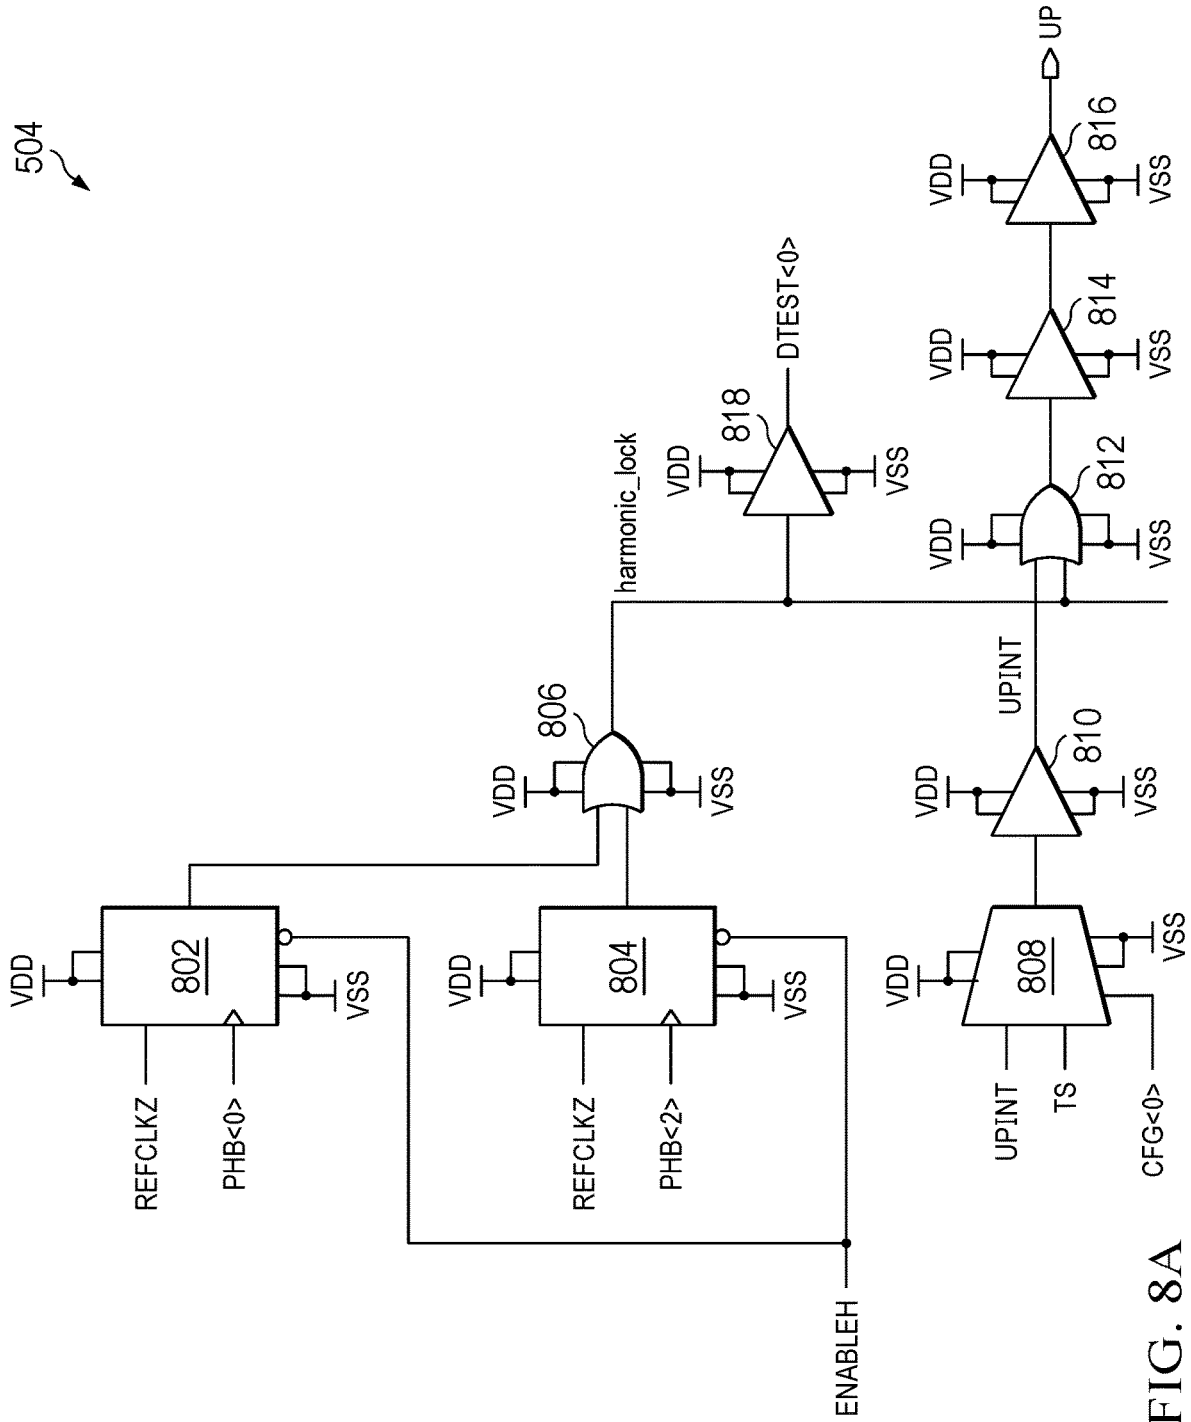 504
VDD
802
REFCLKZ
PHB<0>
VSS
VDD
804
REFCLKZ
PHB<2>
VSS
ENABLEH
VDD
806
VSS
harmonic_lock
VDD
818
DTEST<0>
VSS
VDD
808
UPINT
TS
CFG<0>
VSS
VDD
810
VSS
UPINT
VDD
812
VSS
VDD
814
VSS
VDD
816
VSS
UP
FIG. 8A